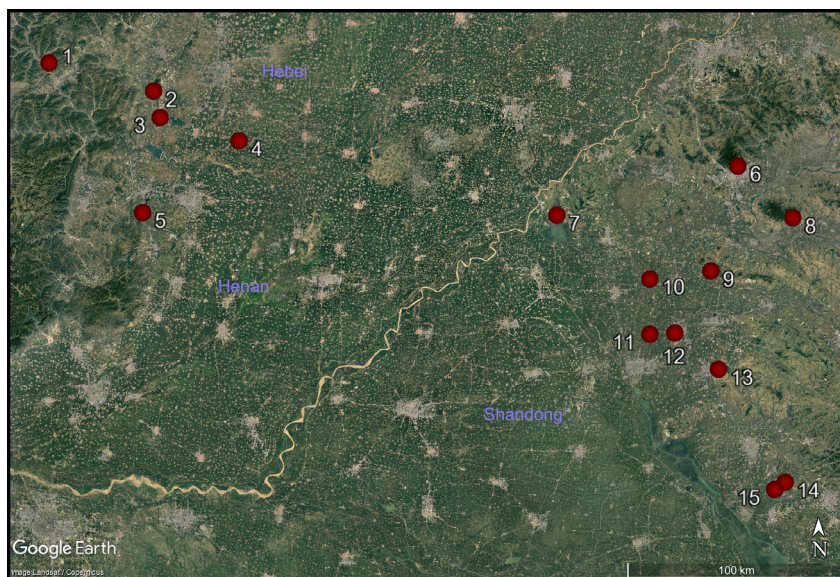 1
2
Hebei
3
4
6
5
7
8
Henan
10
9
11
12
13
Shandong
15
14
N
Google Earth
100 km
Image Landsat / Copernicus